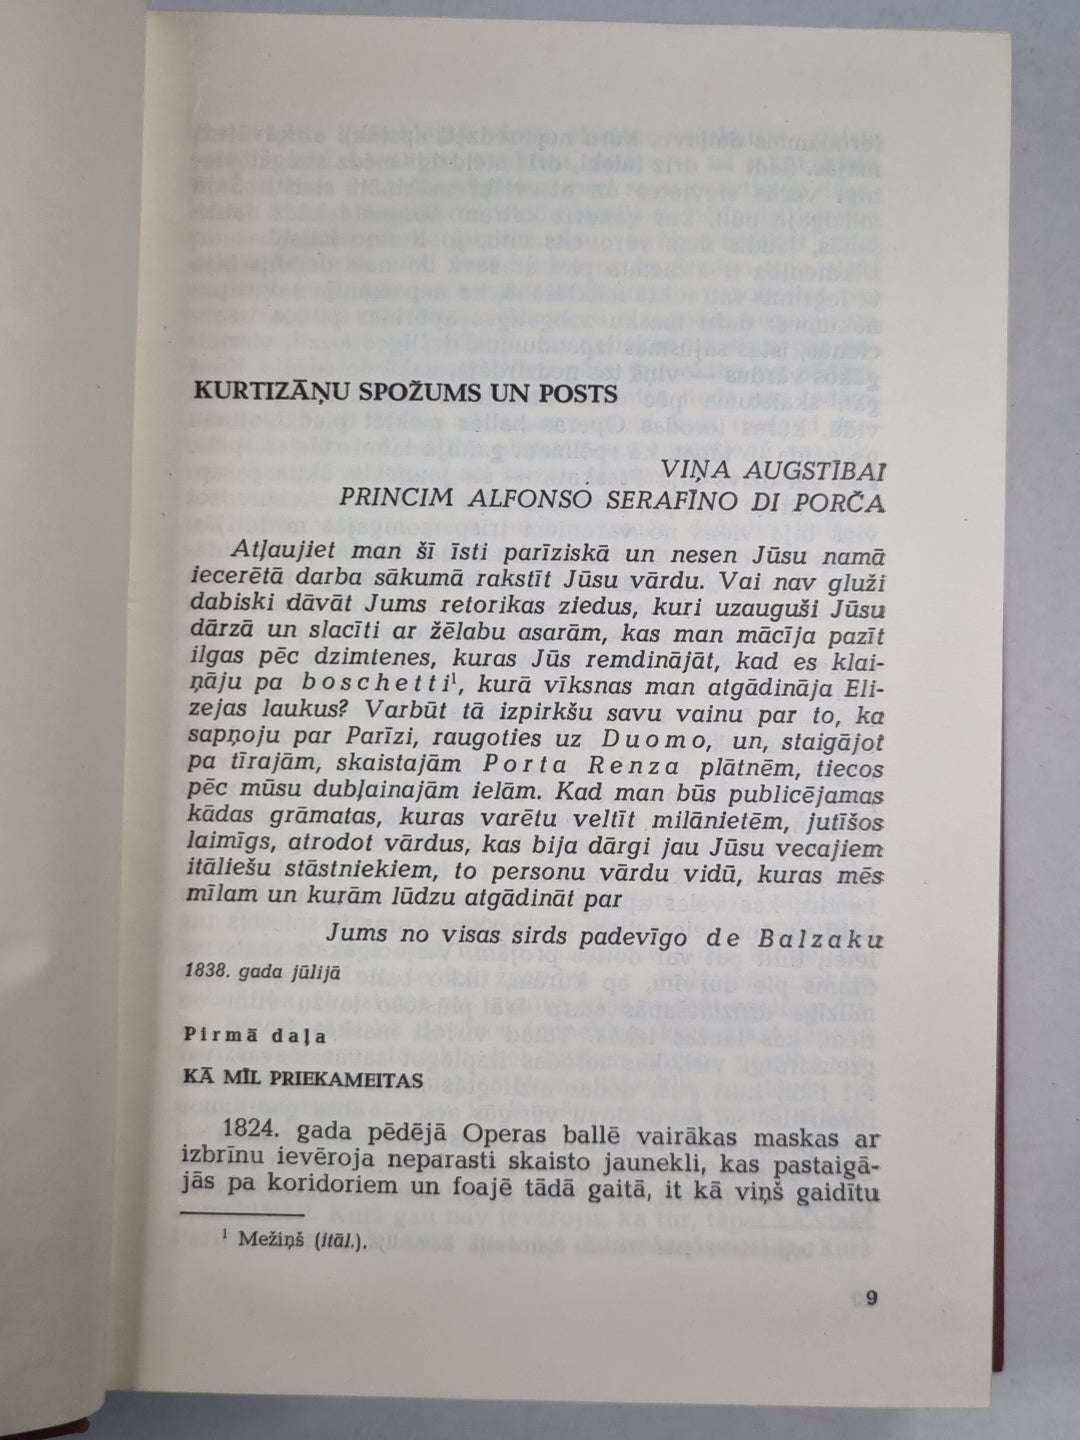 KURTIZĀŅU SPOŽUMS UN POSTS
VIŅA AUGSTĪBAI
PRINCIM ALFONSO SERAFĪNO DI PORČA
Atļaujiet man šī īsti parīziskā un nesen Jūsu namā
iecerētā darba sākumā rakstīt Jūsu vārdu. Vai nav gluži
dabiski dāvāt Jums retorikas ziedus, kuri uzauguši Jūsu
dārzā un slacīti ar žēlabu asarām, kas man mācīja pazīt
ilgas pēc dzimtenes, kuras Jūs remdinājāt, kad es klai-
ņāju pa boschetti¹, kurā vīksnas man atgādināja Eli-
zejas laukus? Varbūt tā izpirkšu savu vainu par to, ka
sapņoju par Parīzi, raugoties uz Duomo, un, staigājot
pa tīrajām, skaistajām Porta Renza plātnēm, tiecos
pēc mūsu dubļainajām ielām. Kad man būs publicējamas
kādas grāmatas, kuras varētu veltīt milānietēm, jutīšos
laimīgs, atrodot vārdus, kas bija dārgi jau Jūsu vecajiem
itāliešu stāstniekiem, to personu vārdu vidū, kuras mēs
mīlam un kurām lūdzu atgādināt par
Jums no visas sirds padevīgo de Balzaku
1838. gada jūlijā
Pirmā daļa
KĀ MĪL PRIEKAMEITAS
1824. gada pēdējā Operas ballē vairākas maskas ar
izbrīnu ievēroja neparasti skaisto jaunekli, kas pastaigā-
jās pa koridoriem un foajē tādā gaitā, it kā viņš gaidītu
¹ Mežiņš (itāl.).
9